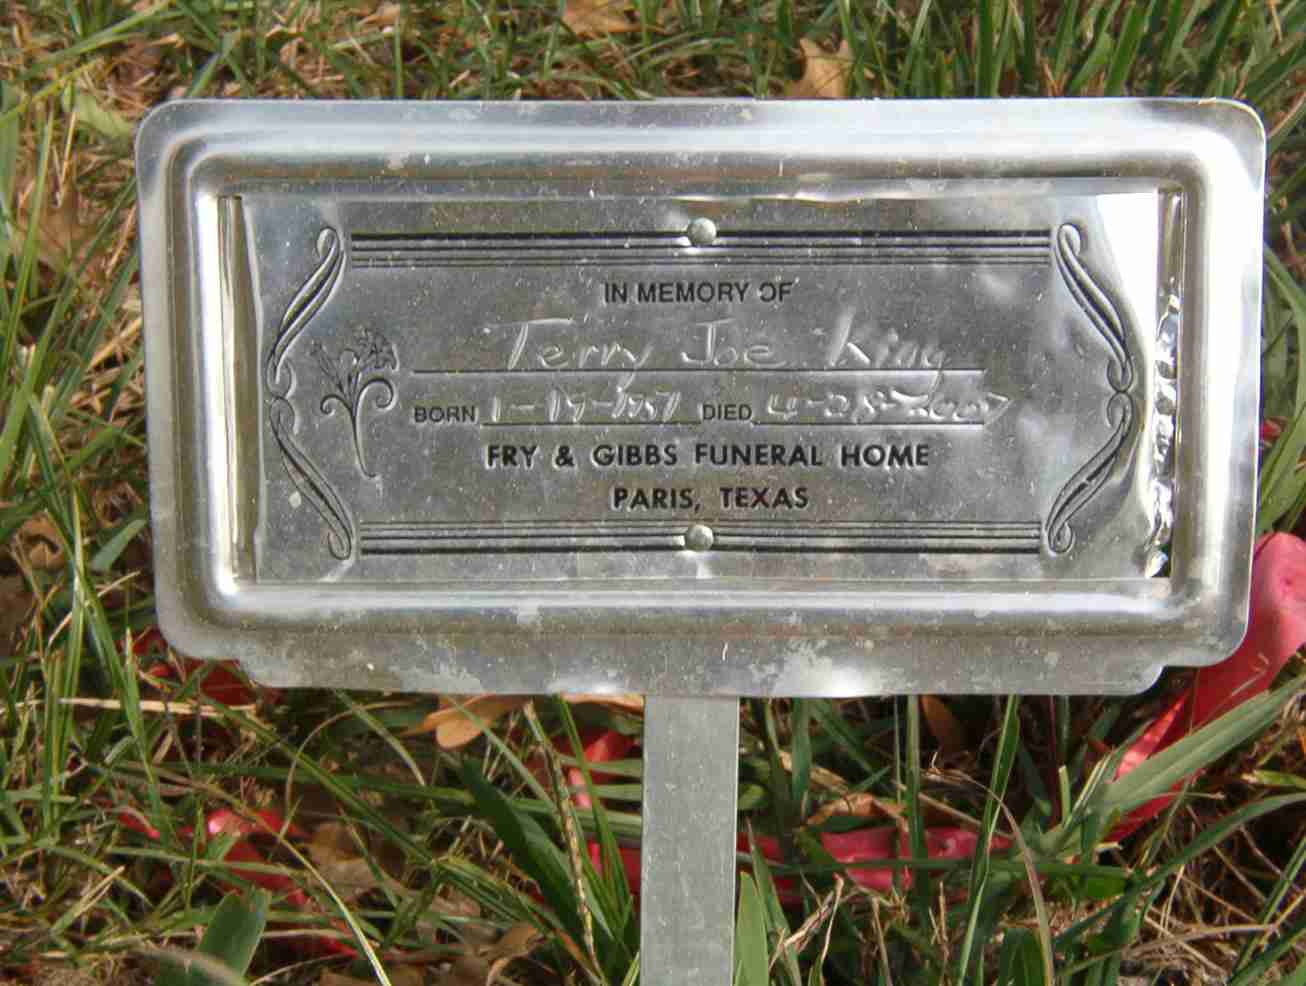 IN MEMORY OF
Terry Joe King
BORN 1-19-1957 DIED 4-28-2007
FRY & GIBBS FUNERAL HOME
PARIS, TEXAS